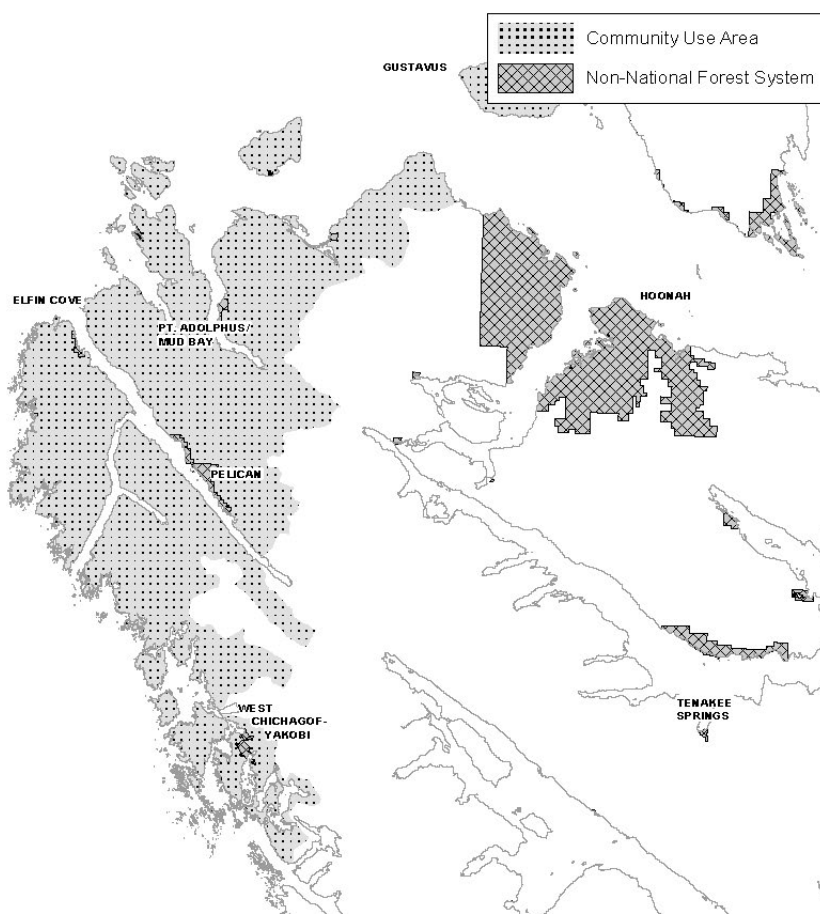 Community Use Area
Non-National Forest System
GUSTAVUS
HOONAH
ELFIN COVE
PT. ADOLPHUS/
MUD BAY
PELICAN
WEST
CHICHAGOF-
YAKOBI
TENAKEE
SPRINGS